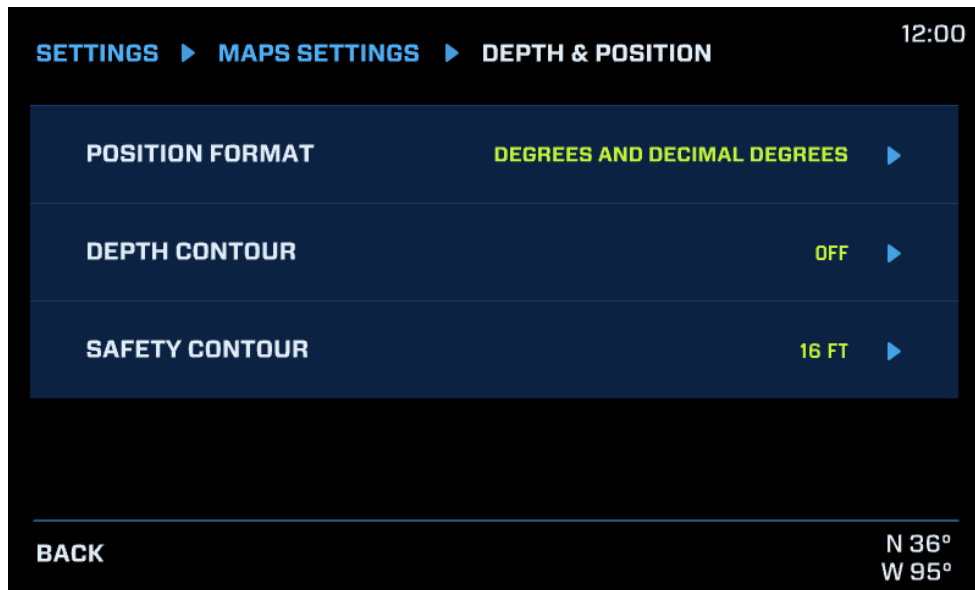 12:00
SETTINGS ▶ MAPS SETTINGS ▶ DEPTH & POSITION
POSITION FORMAT DEGREES AND DECIMAL DEGREES ▶
DEPTH CONTOUR OFF ▶
SAFETY CONTOUR 16 FT ▶
BACK N 36°
W 95°